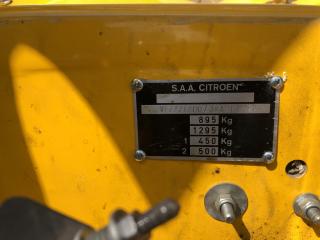 S.A.A. CITROEN
895 Kg
1295 Kg
1 450 Kg
2 500 Kg